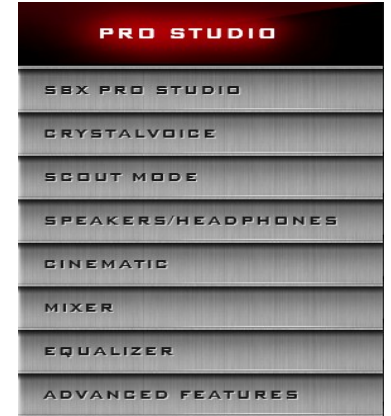 PRO STUDIO
SBX PRO STUDIO
CRYSTALVOICE
SCOUT MODE
SPEAKERS/HEADPHONES
CINEMATIC
MIXER
EQUALIZER
ADVANCED FEATURES